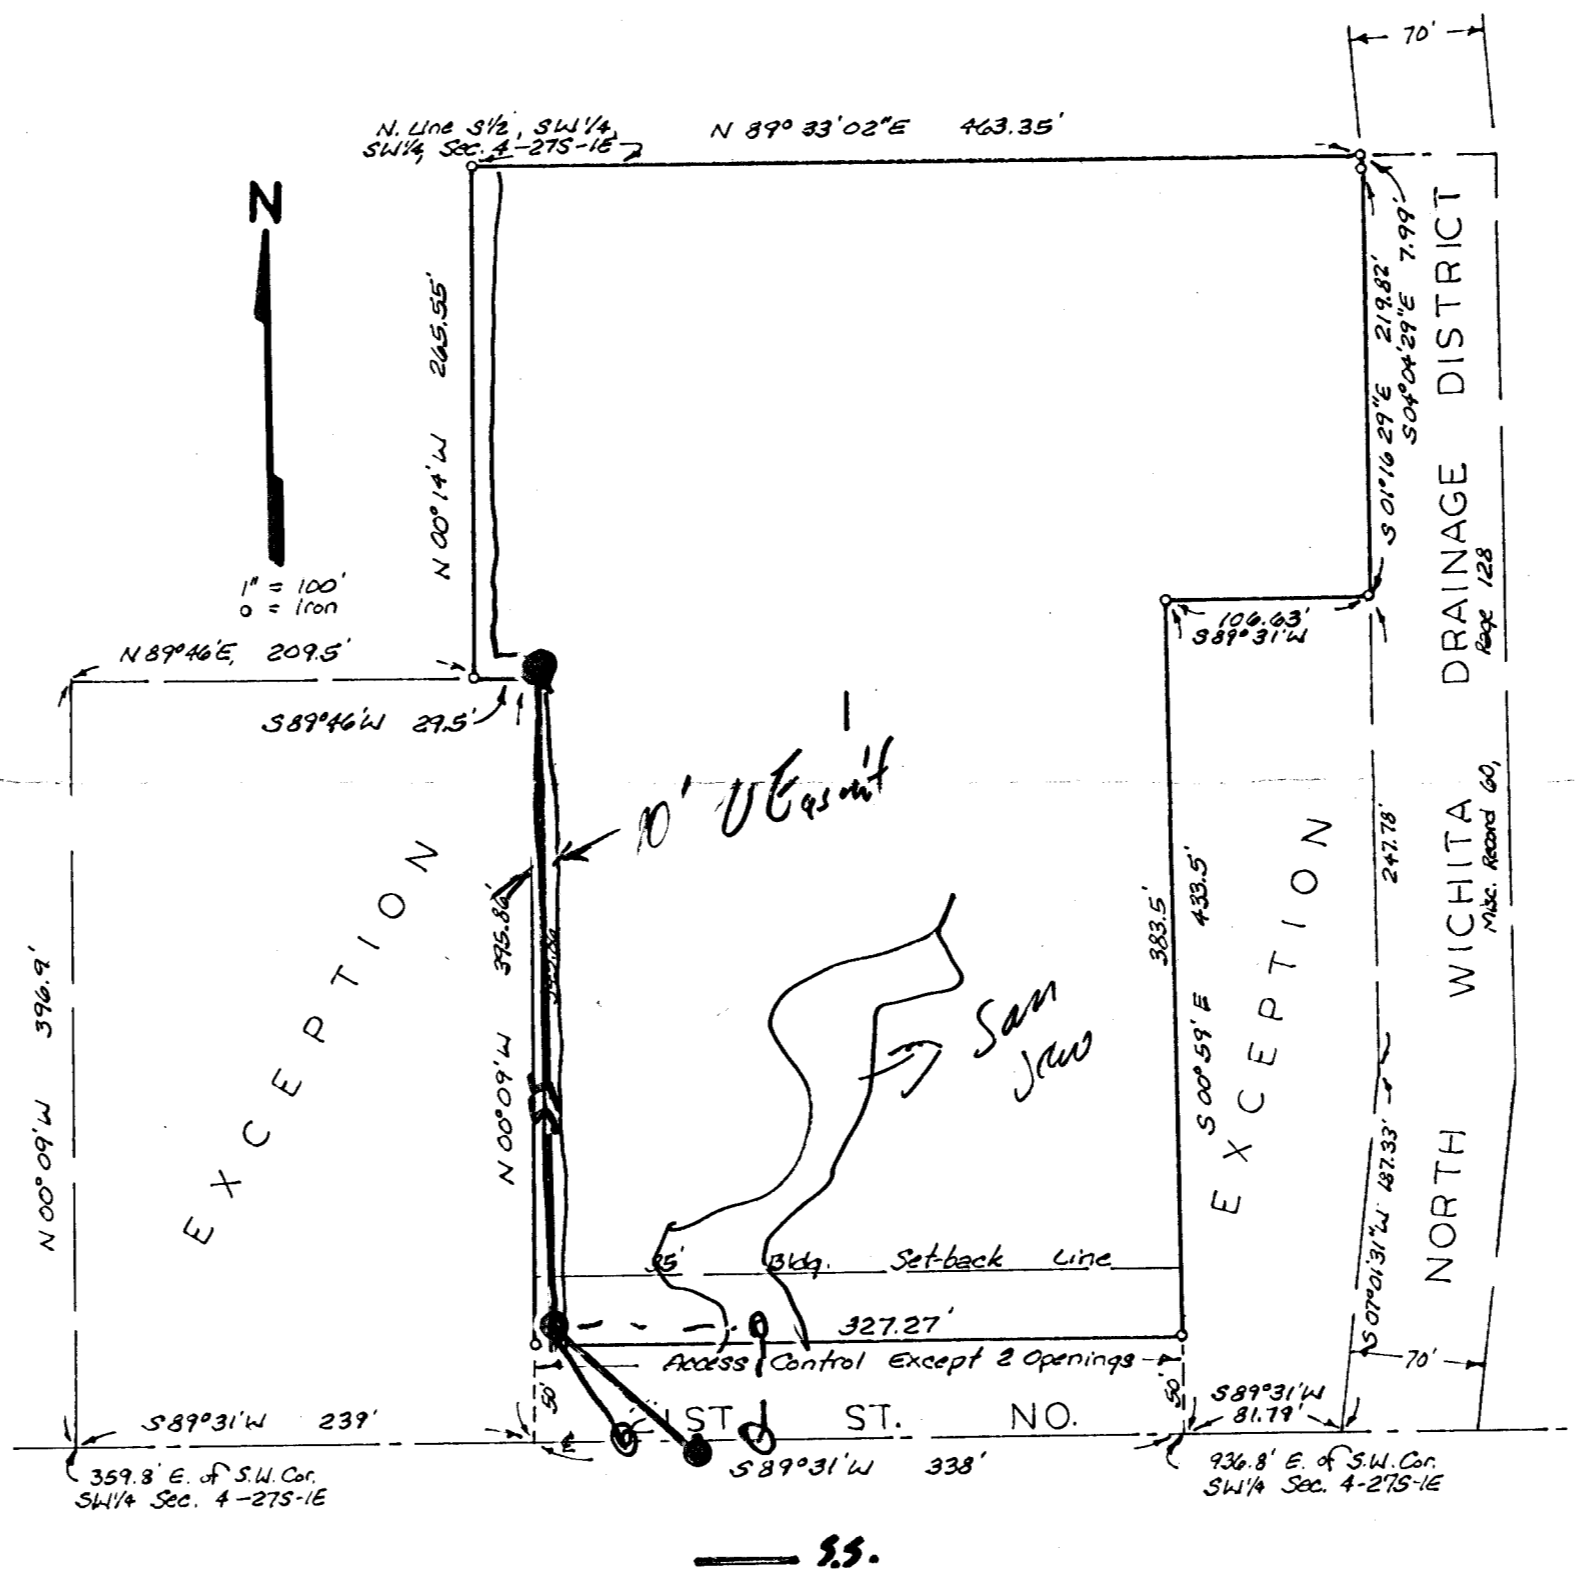 70'
N. Line S½, SW¼,
SW¼, Sec. 4-27S-1E
N 89° 33' 02" E 463.35'
N
1" = 100'
o = Iron
N 00° 14' W 265.55'
S 04° 04' 29" E 7.99'
S 01° 16' 29" E 219.82'
106.63'
S 89° 31' W
N 89° 46' E, 209.5'
S 89° 46' W 29.5'
1
10' U Easm't
N 00° 09' W 396.9'
EXCEPTION
N 00° 09' W 395.86'
383.5'
S 00° 59' E 433.5'
EXCEPTION
247.78'
S 07° 01' 31" W 187.33'
NORTH WICHITA DRAINAGE DISTRICT
Misc. Record 60,
Page 128
San
35' Bldg. Set-back Line
327.27'
Access Control Except 2 Openings
50'
50'
70'
S 89° 31' W 239'
1ST ST. NO.
S 89° 31' W
81.79'
S 89° 31' W 338'
359.8' E. of S.W. Cor.
SW¼ Sec. 4-27S-1E
936.8' E. of S.W. Cor.
SW¼ Sec. 4-27S-1E
S.S.